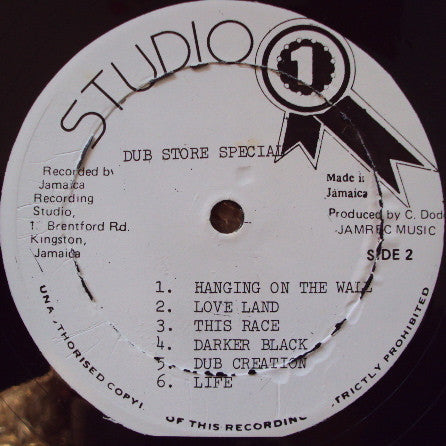 STUDIO 1
DUB STORE SPECIAL
Recorded by
Jamaica
Recording
Studio,
Brentford Rd.
Kingston,
Jamaica
Made i
Jamaica
Produced by C. Dodd
JAMREC MUSIC
SIDE 2
1. HANGING ON THE WALL
2. LOVE LAND
3. THIS RACE
4. DARKER BLACK
5. DUB CREATION
6. LIFE
UNAUTHORISED COPYI OF THIS RECORDING STRICTLY PROHIBITED